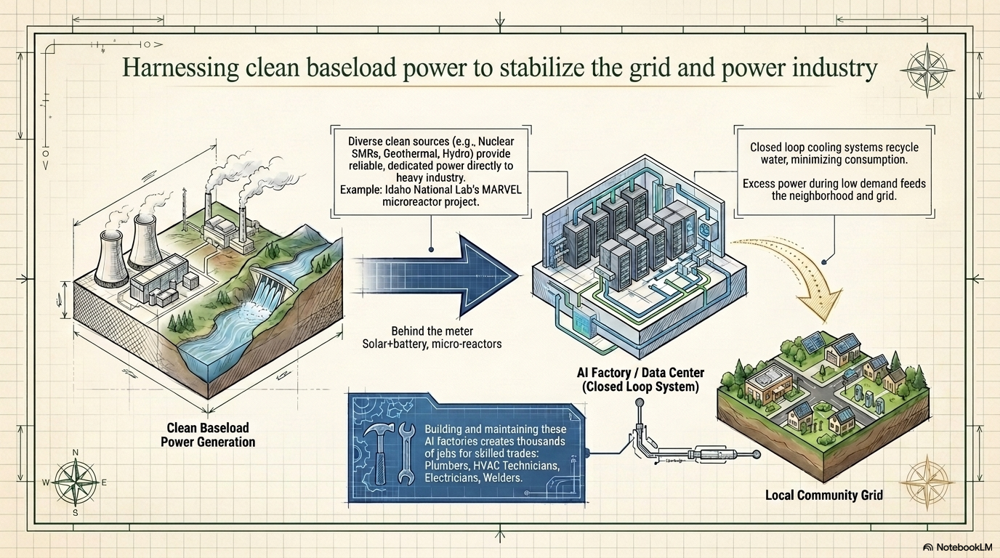 Harnessing clean baseload power to stabilize the grid and power industry
Diverse clean sources (e.g., Nuclear
SMRs, Geothermal, Hydro) provide
reliable, dedicated power directly to
heavy industry.
Example: Idaho National Lab's MARVEL
microreactor project.
Closed loop cooling systems recycle
water, minimizing consumption.
Excess power during low demand feeds
the neighborhood and grid.
Behind the meter
Solar+battery, micro-reactors
AI Factory / Data Center
(Closed Loop System)
Clean Baseload
Power Generation
Building and maintaining these
AI Factories creates thousands
of jebs for skilled trades:
Plumbers, HVAC Technicians,
Electricians, Welders.
Local Community Grid
N
W
E
S
NotebookLM